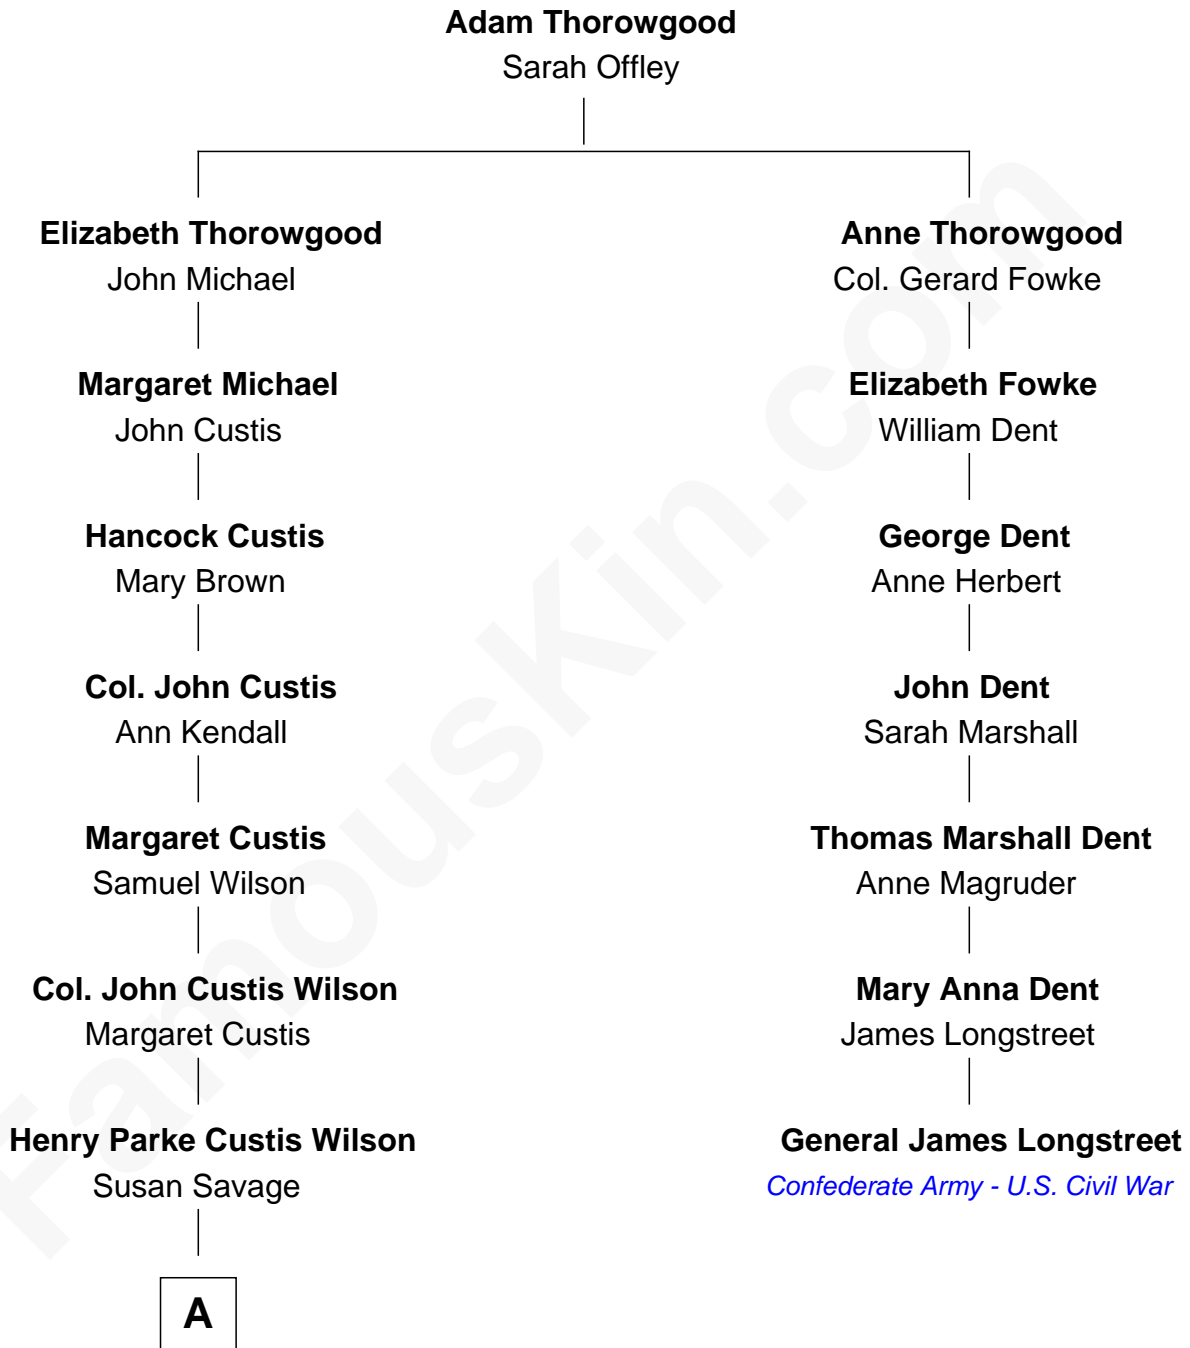 Adam Thorowgood
Sarah Offley
Elizabeth Thorowgood
John Michael
Margaret Michael
John Custis
Hancock Custis
Mary Brown
Col. John Custis
Ann Kendall
Margaret Custis
Samuel Wilson
Col. John Custis Wilson
Margaret Custis
Henry Parke Custis Wilson
Susan Savage
A
Anne Thorowgood
Col. Gerard Fowke
Elizabeth Fowke
William Dent
George Dent
Anne Herbert
John Dent
Sarah Marshall
Thomas Marshall Dent
Anne Magruder
Mary Anna Dent
James Longstreet
General James Longstreet
Confederate Army - U.S. Civil War
FamousKin.com